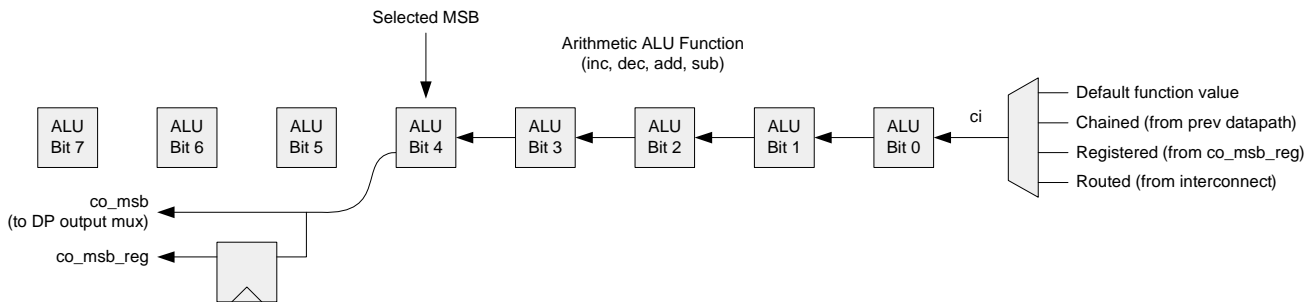 Selected MSB
Arithmetic ALU Function
(inc, dec, add, sub)
ALU
Bit 7
ALU
Bit 6
ALU
Bit 5
ALU
Bit 4
ALU
Bit 3
ALU
Bit 2
ALU
Bit 1
ALU
Bit 0
ci
Default function value
Chained (from prev datapath)
Registered (from co_msb_reg)
Routed (from interconnect)
co_msb
(to DP output mux)
co_msb_reg